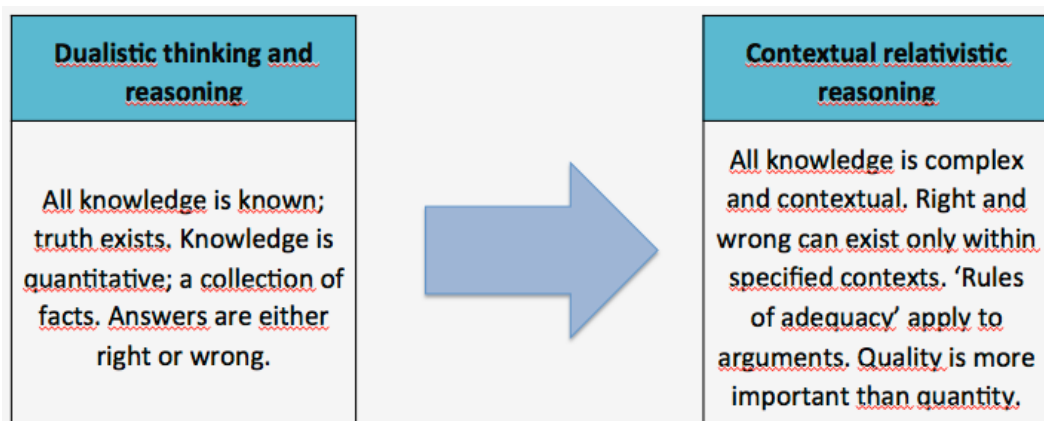 Dualistic thinking and
reasoning
All knowledge is known;
truth exists. Knowledge is
quantitative; a collection of
facts. Answers are either
right or wrong.
Contextual relativistic
reasoning
All knowledge is complex
and contextual. Right and
wrong can exist only within
specified contexts. ‘Rules
of adequacy’ apply to
arguments. Quality is more
important than quantity.